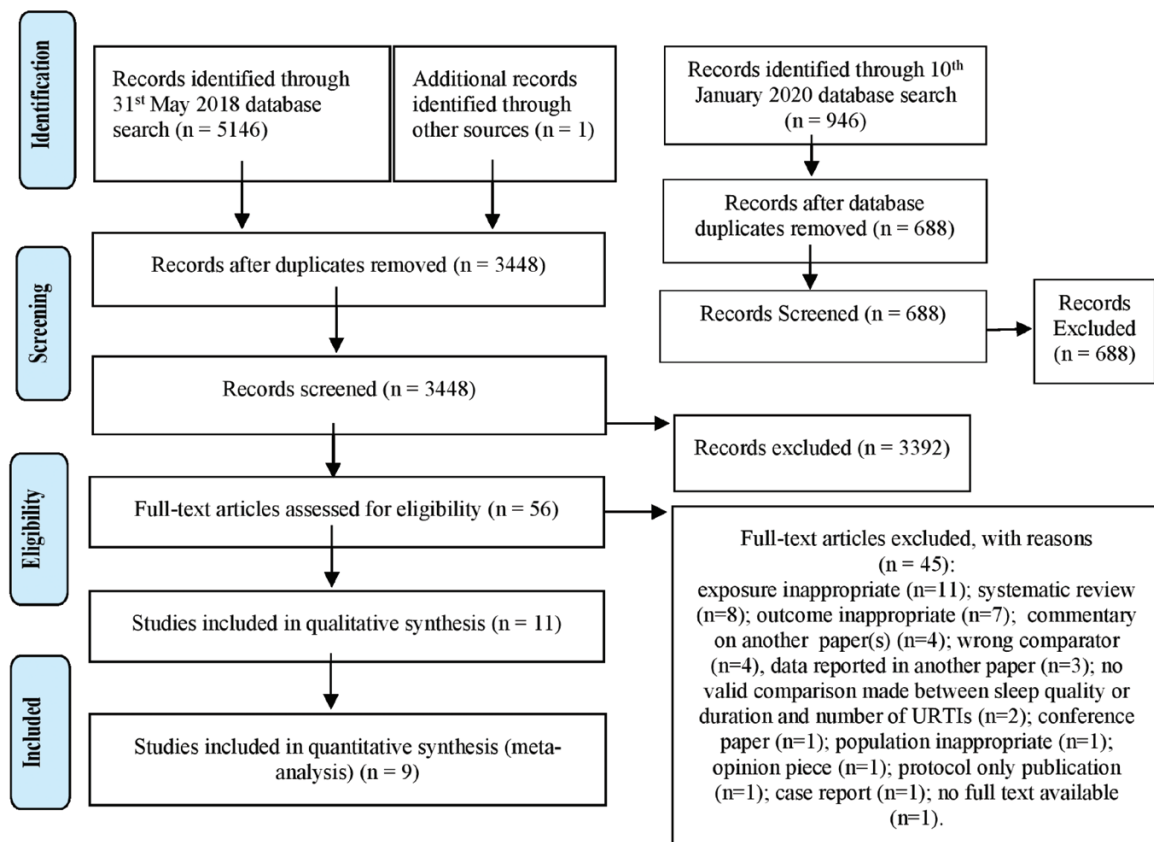 Identification
Records identified through
31st May 2018 database
search (n = 5146)
Additional records
identified through
other sources (n = 1)
Records identified through 10th
January 2020 database search
(n = 946)
Records after database
duplicates removed (n = 688)
Screening
Records after duplicates removed (n = 3448)
Records Screened (n = 688)
Records
Excluded
(n = 688)
Records screened (n = 3448)
Records excluded (n = 3392)
Eligibility
Full-text articles assessed for eligibility (n = 56)
Full-text articles excluded, with reasons
(n = 45):
exposure inappropriate (n=11); systematic review
(n=8); outcome inappropriate (n=7); commentary
on another paper(s) (n=4); wrong comparator
(n=4), data reported in another paper (n=3); no
valid comparison made between sleep quality or
duration and number of URTIs (n=2); conference
paper (n=1); population inappropriate (n=1);
opinion piece (n=1); protocol only publication
(n=1); case report (n=1); no full text available
(n=1).
Studies included in qualitative synthesis (n = 11)
Included
Studies included in quantitative synthesis (meta-
analysis) (n = 9)